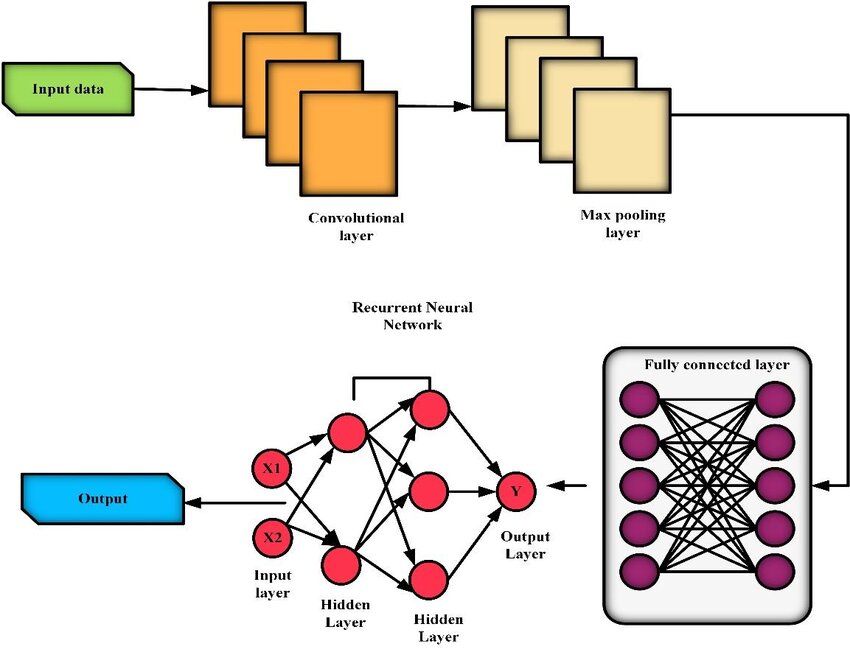 Input data
Convolutional
layer
Max pooling
layer
Recurrent Neural
Network
Fully connected layer
X1
X2
Y
Output
Input
layer
Hidden
Layer
Hidden
Layer
Output
Layer